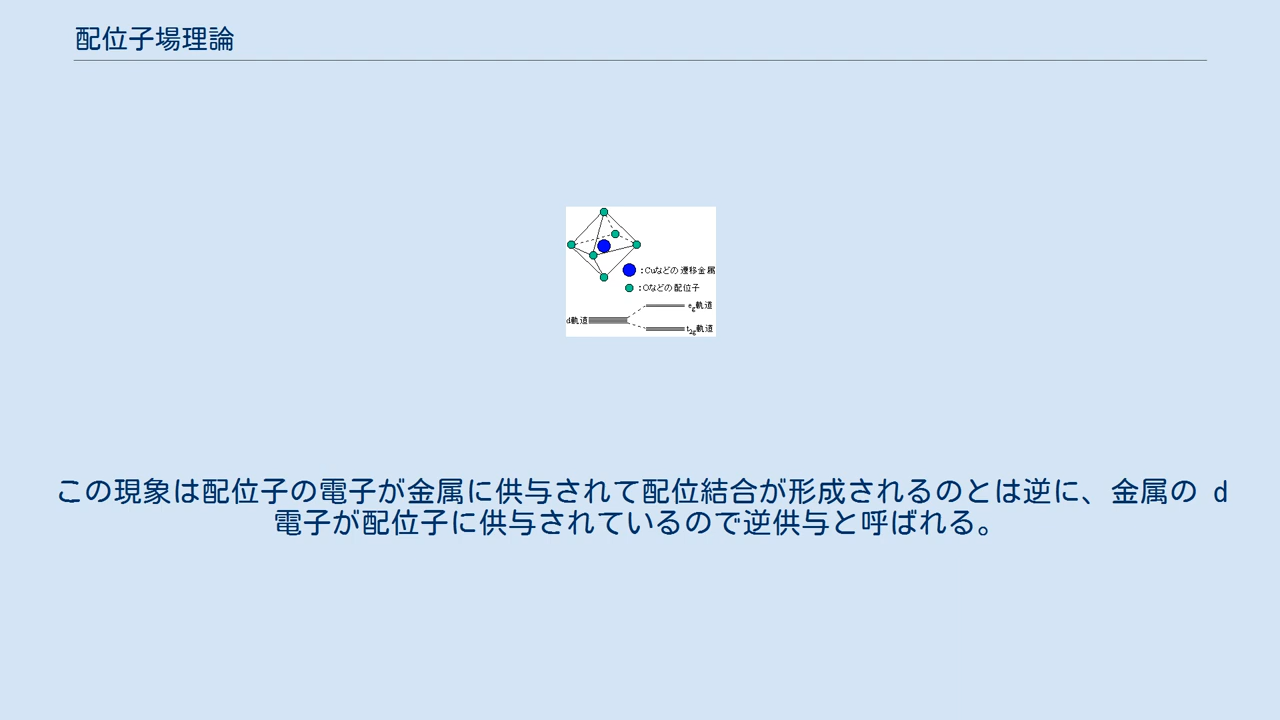 配位子場理論
:Cuなどの遷移金属
:Oなどの配位子
eg軌道
d軌道
t2g軌道
この現象は配位子の電子が金属に供与されて配位結合が形成されるのとは逆に、金属の d
電子が配位子に供与されているので逆供与と呼ばれる。